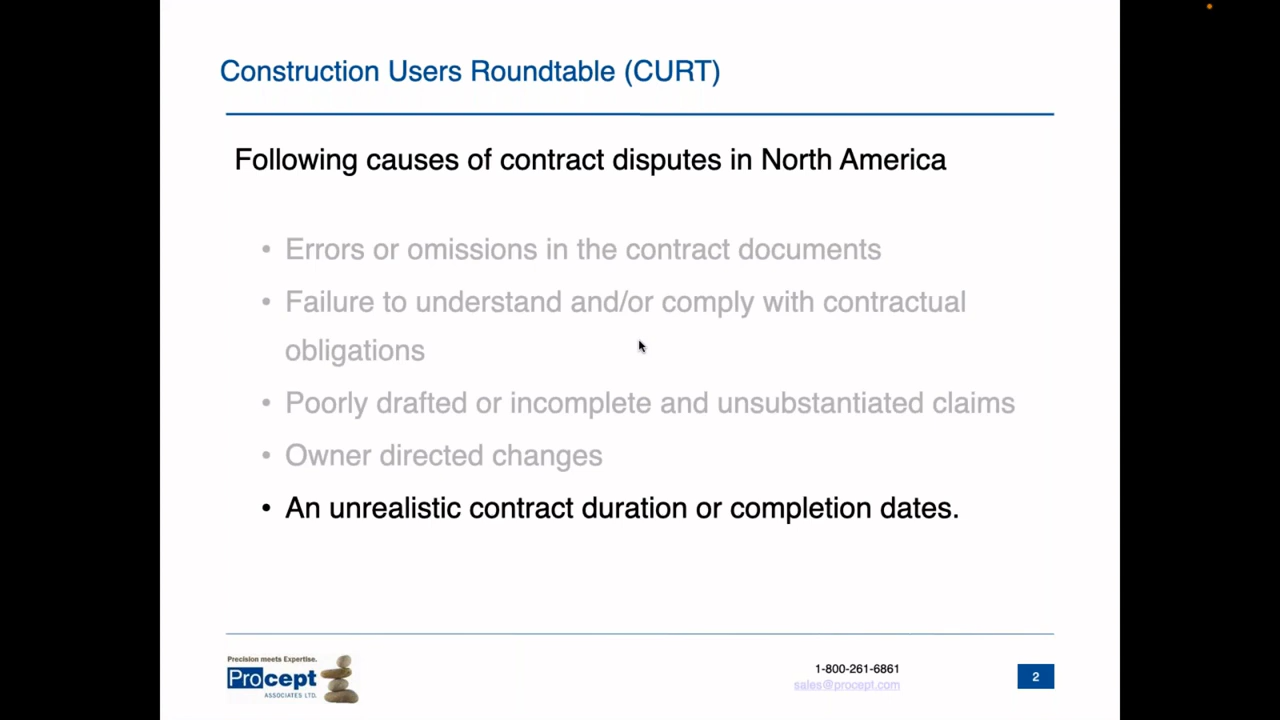 Construction Users Roundtable (CURT)
Following causes of contract disputes in North America
• Errors or omissions in the contract documents
• Failure to understand and/or comply with contractual
obligations
• Poorly drafted or incomplete and unsubstantiated claims
• Owner directed changes
• An unrealistic contract duration or completion dates.
Precision meets Expertise.
Procept
ASSOCIATES LTD.
1-800-261-6861
sales@procept.com
2